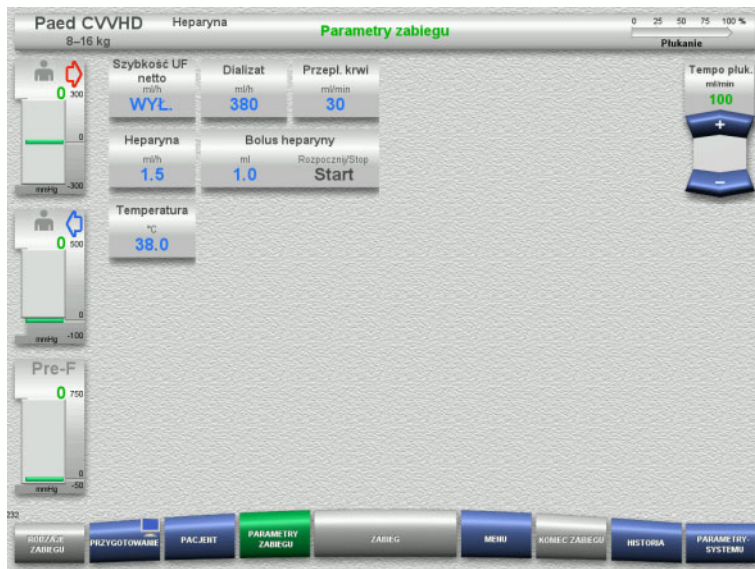 Paed CVVHD Heparyna
8–16 kg
Parametry zabiegu
0 25 50 75 100 %
Płukanie
0 300
0
mmHg -300
0 500
0
mmHg -100
Pre-F
0 750
0
mmHg -50
Szybkość UF
netto
ml/h
WYŁ.
Dializat
ml/h
380
Przepl. krwi
ml/min
30
Heparyna
ml/h
1.5
Bolus heparyny
ml Rozpocznij/Stop
1.0 Start
Temperatura
°C
38.0
Tempo płuk.
ml/min
100
+
–
232
RODZAJE
ZABIEGU
PRZYGOTOWANIE
PACJENT
PARAMETRY
ZABIEGU
ZABIEG
MENU
KONIEC ZABIEGU
HISTORIA
PARAMETRY-
SYSTEMU